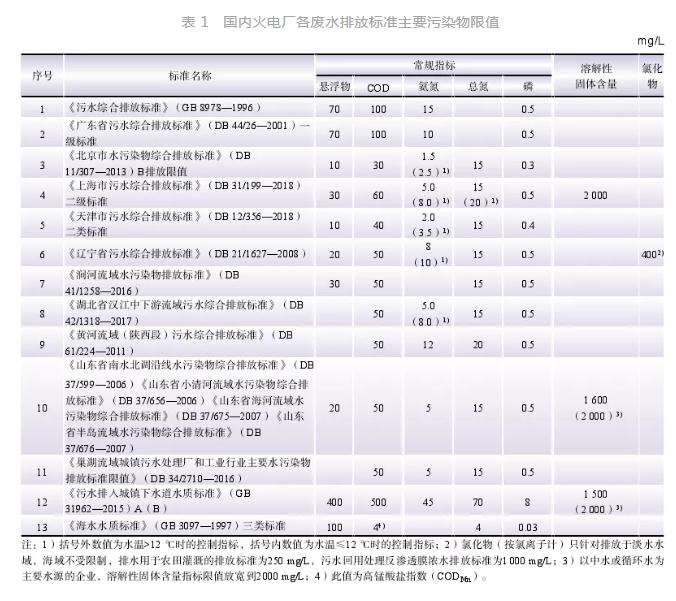 表 1 国内火电厂各废水排放标准主要污染物限值
mg/L
序号 标准名称 常规指标 溶解性固体含量 氯化物
悬浮物 COD 氨氮 总氮 磷
1 《污水综合排放标准》（GB 8978—1996） 70 100 15 0.5
2 《广东省污水综合排放标准》（DB 44/26—2001）一
级标准 70 100 10 0.5
3 《北京市水污染物综合排放标准》（DB
11/307—2013）B排放限值 10 30 1.5
（2.5）1) 15 0.3
4 《上海市污水综合排放标准》（DB 31/199—2018）
二级标准 30 60 5.0
（8.0）1) 15
（20）1) 0.5 2 000
5 《天津市污水综合排放标准》（DB 12/356—2018）
二类标准 10 40 2.0
（3.5）1) 15 0.4
6 《辽宁省污水综合排放标准》（DB 21/1627—2008） 20 50 8
（10）1) 15 0.5 4002)
7 《涧河流域水污染物排放标准》（DB
41/1258—2016） 30 50 15 0.5
8 《湖北省汉江中下游流域污水综合排放标准》（DB
42/1318—2017） 50 5.0
（8.0）1) 15 0.5
9 《黄河流域（陕西段）污水综合排放标准》（DB
61/224—2011） 50 12 20 0.5
10 《山东省南水北调沿线水污染物综合排放标准》（DB
37/599—2006）《山东省小清河流域水污染物综合排
放标准》（DB 37/656—2006）《山东省海河流域水
污染物综合排放标准》（DB 37/675—2007）《山东
省半岛流域水污染物综合排放标准》（DB
37/676—2007） 20 50 5 15 0.5 1 600
（2 000）3)
11 《巢湖流域城镇污水处理厂和工业行业主要水污染物
排放标准限值》（DB 34/2710—2016） 50 5 15 0.5
12 《污水排入城镇下水道水质标准》（GB
31962—2015）A（B） 400 500 45 70 8 1 500
（2 000）3)
13 《海水水质标准》（GB 3097—1997）三类标准 100 44) 4 0.03
注：1）括号外数值为水温>12 ℃时的控制指标，括号内数值为水温≤12 ℃时的控制指标；2）氯化物（按氯离子计）只针对排放于淡水水
域，海域不受限制，排水用于农田灌溉的排放标准为250 mg/L，污水回用处理反渗透膜浓水排放标准为1 000 mg/L；3）以中水或循环水为
主要水源的企业，溶解性固体含量指标限值放宽到2000 mg/L；4）此值为高锰酸盐指数（CODMn）。